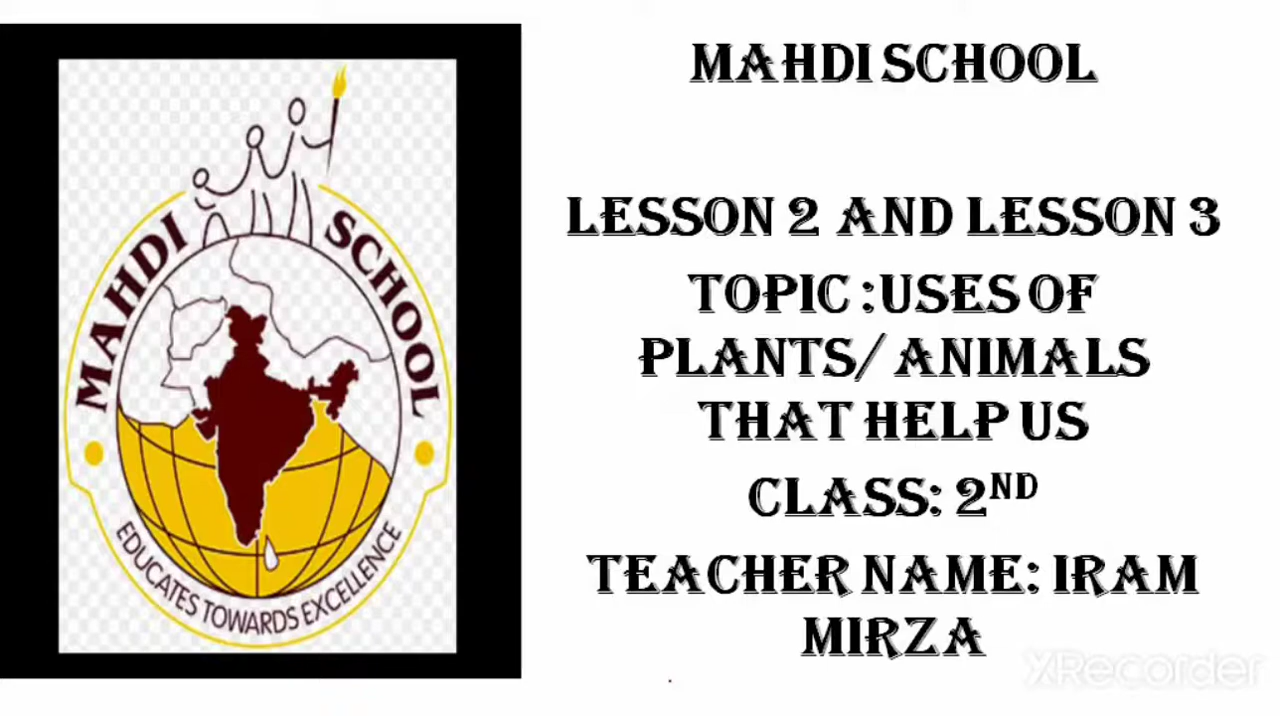 MAHDI SCHOOL
EDUCATES TOWARDS EXCELLENCE
MAHDI SCHOOL
LESSON 2 AND LESSON 3
TOPIC :USES OF
PLANTS/ ANIMALS
THAT HELP US
CLASS: 2ND
TEACHER NAME: IRAM
MIRZA
XRecorder